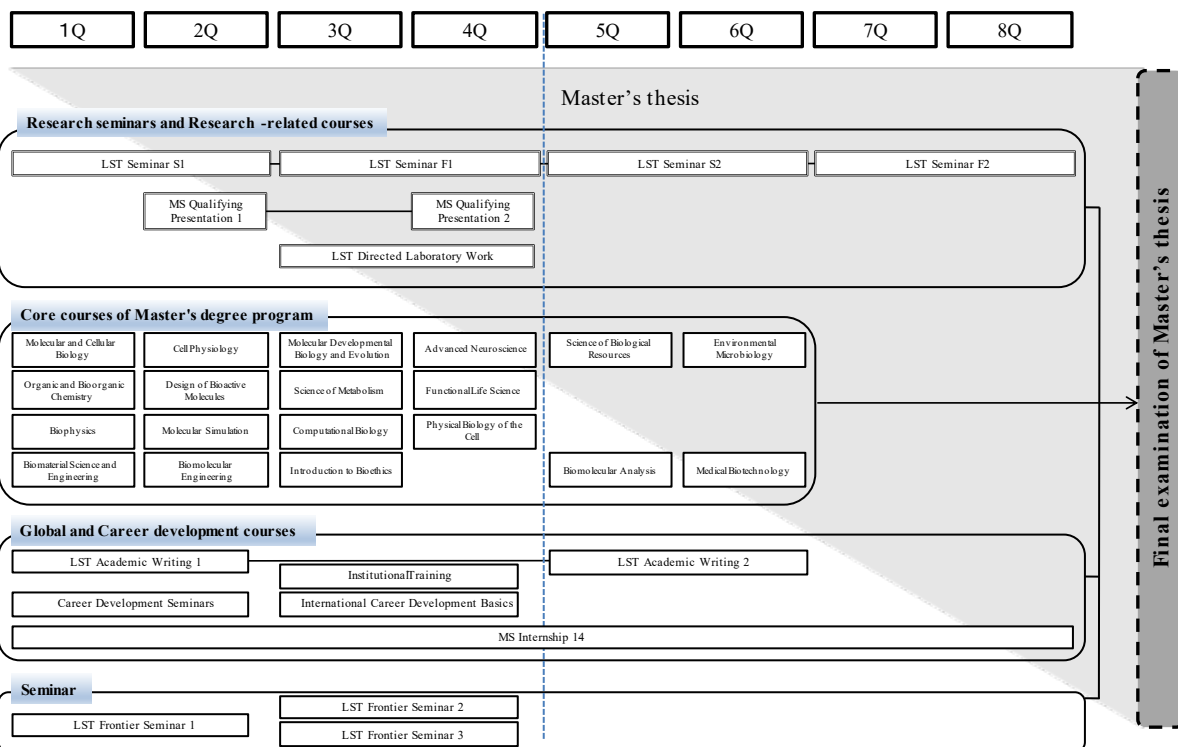 1Q 2Q 3Q 4Q 5Q 6Q 7Q 8Q
Master's thesis
Research seminars and Research -related courses
LST Seminar S1 LST Seminar F1 LST Seminar S2 LST Seminar F2
MS Qualifying
Presentation 1
MS Qualifying
Presentation 2
LST Directed Laboratory Work
Core courses of Master's degree program
Molecular and Cellular
Biology
Cell Physiology
Molecular Developmental
Biology and Evolution
Advanced Neuroscience
Science of Biological
Resources
Environmental
Microbiology
Organic and Bioorganic
Chemistry
Design of Bioactive
Molecules
Science of Metabolism
Functional Life Science
Biophysics
Molecular Simulation
Computational Biology
Physical Biology of the
Cell
Biomaterial Science and
Engineering
Biomolecular
Engineering
Introduction to Bioethics
Biomolecular Analysis
Medical Biotechnology
Global and Career development courses
LST Academic Writing 1
LST Academic Writing 2
Institutional Training
Career Development Seminars
International Career Development Basics
MS Internship 14
Seminar
LST Frontier Seminar 1
LST Frontier Seminar 2
LST Frontier Seminar 3
Final examination of Master's thesis